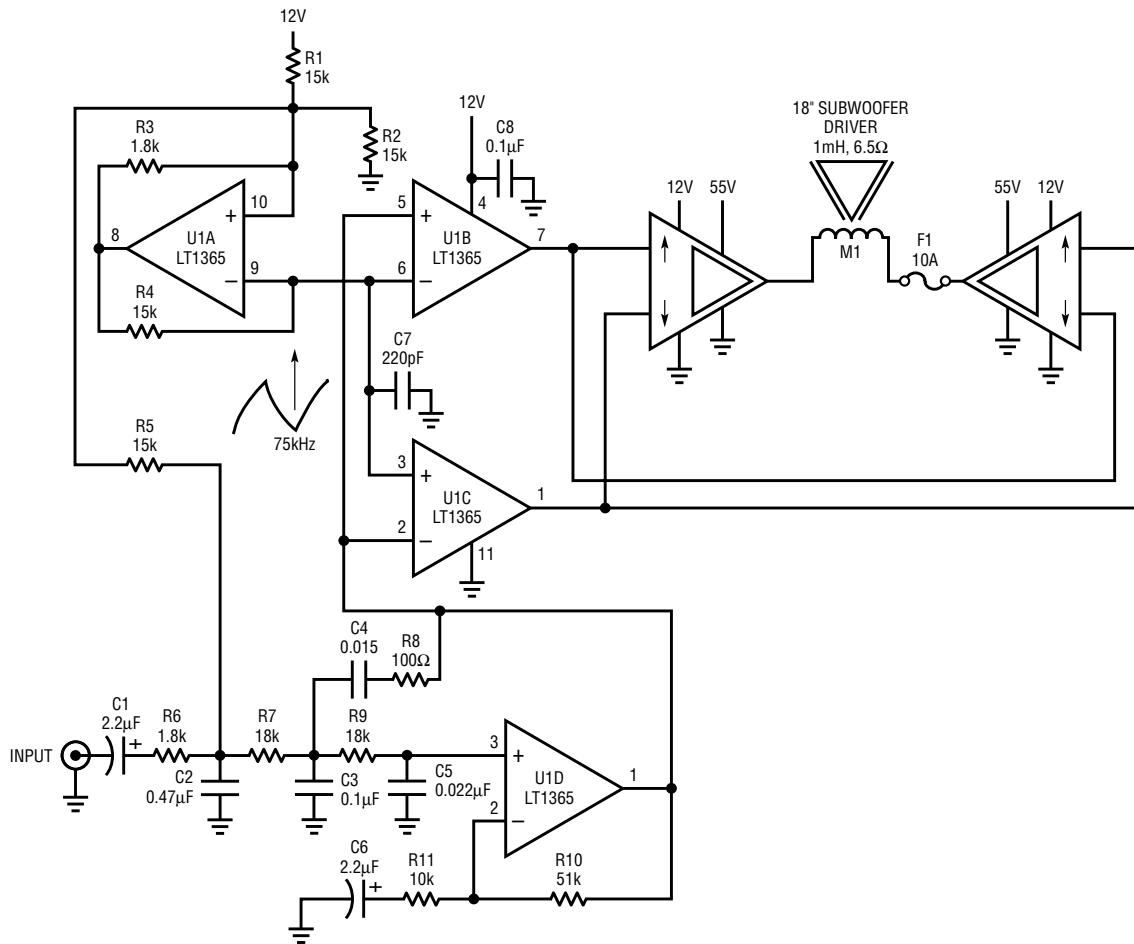 12V
R1
15k
R3
1.8k
R2
15k
12V
C8
0.1µF
18" SUBWOOFER
DRIVER
1mH, 6.5Ω
12V
55V
55V
12V
M1
F1
10A
10
+
8
U1A
LT1365
9
–
R4
15k
5
+
4
U1B
LT1365
7
6
–
C7
220pF
75kHz
R5
15k
3
+
U1C
LT1365
1
2
–
11
C4
0.015
R8
100Ω
C1
2.2µF
+
R6
1.8k
R7
18k
R9
18k
INPUT
C2
0.47µF
C3
0.1µF
C5
0.022µF
3
+
U1D
LT1365
1
2
–
C6
2.2µF
+
R11
10k
R10
51k